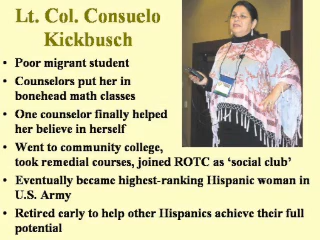 Lt. Col. Consuelo
Kickbusch
• Poor migrant student
• Counselors put her in
bonehead math classes
• One counselor finally helped
her believe in herself
• Went to community college,
took remedial courses, joined ROTC as ‘social club’
• Eventually became highest-ranking Hispanic woman in
U.S. Army
• Retired early to help other Hispanics achieve their full
potential